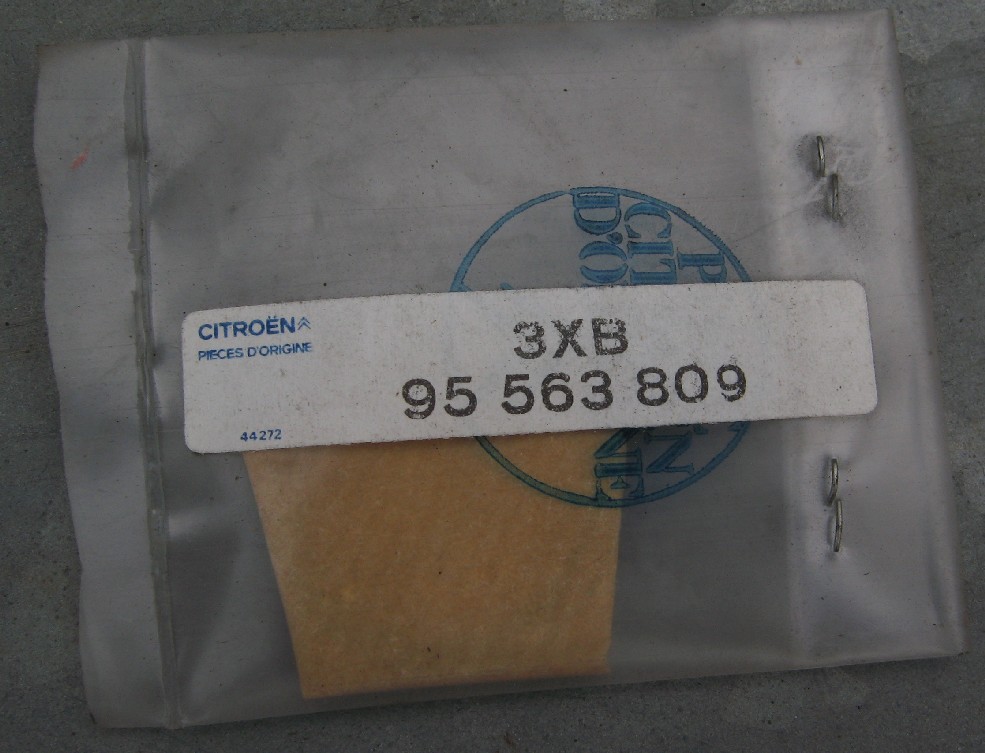 CITROËN
PIECES D'ORIGINE
3XB
95 563 809
44272